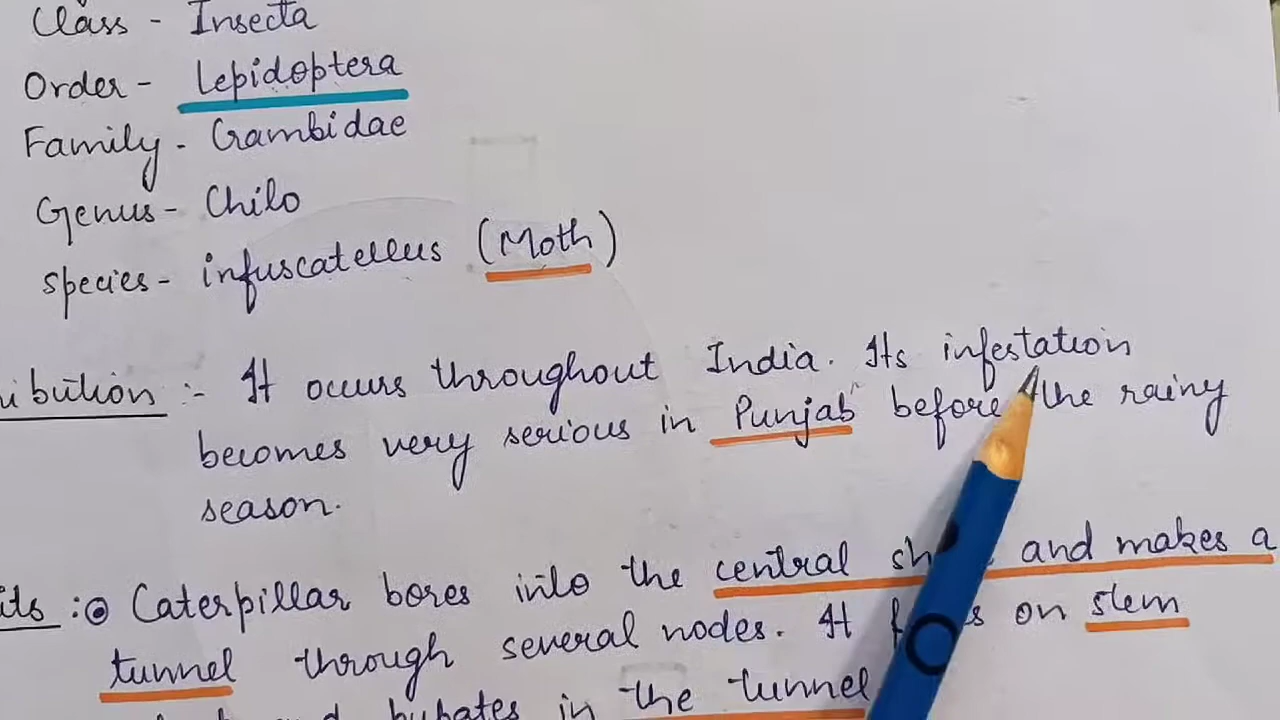 Class - Insecta
Order - Lepidoptera
Family - Crambidae
Genus - Chilo
Species - infuscatellus (Moth)
ibution :- It occurs throughout India. Its infestation
becomes very serious in Punjab before the rainy
season.
its : Caterpillar bores into the central and makes a
tunnel through several nodes. It on stem
and pupates in the tunnel